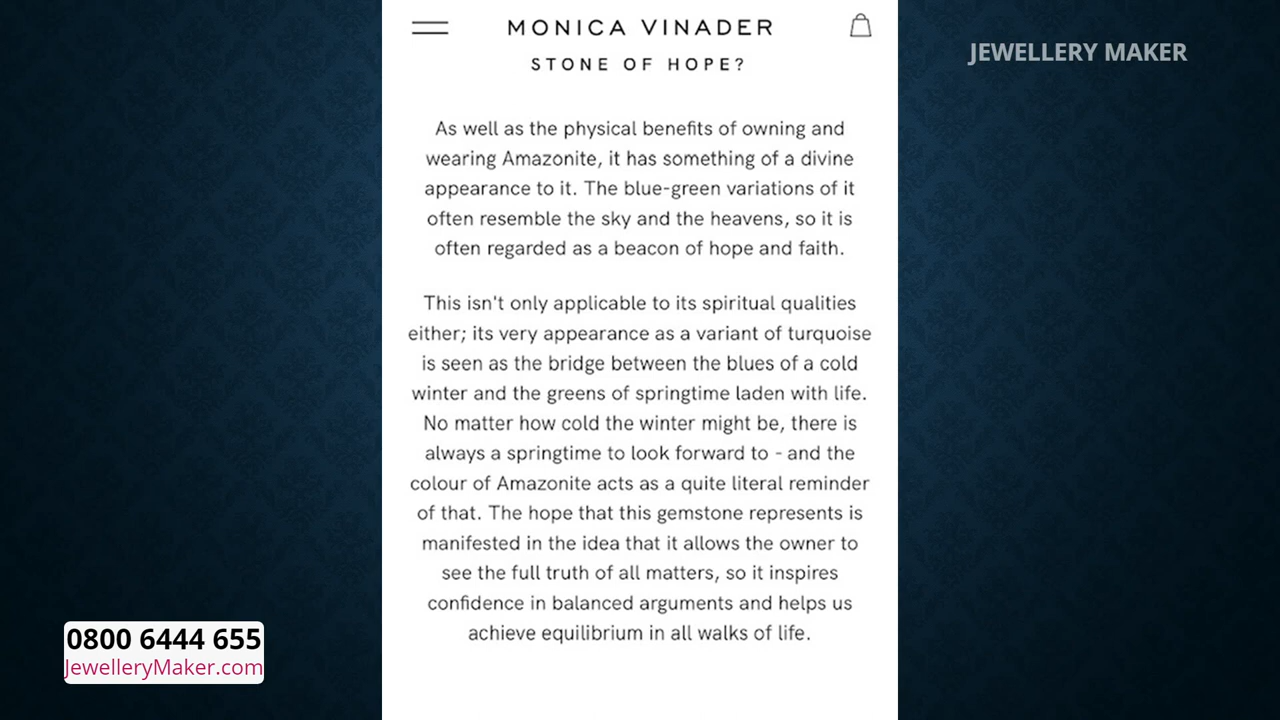 MONICA VINADER
STONE OF HOPE?
JEWELLERY MAKER
As well as the physical benefits of owning and
wearing Amazonite, it has something of a divine
appearance to it. The blue-green variations of it
often resemble the sky and the heavens, so it is
often regarded as a beacon of hope and faith.
This isn't only applicable to its spiritual qualities
either; its very appearance as a variant of turquoise
is seen as the bridge between the blues of a cold
winter and the greens of springtime laden with life.
No matter how cold the winter might be, there is
always a springtime to look forward to - and the
colour of Amazonite acts as a quite literal reminder
of that. The hope that this gemstone represents is
manifested in the idea that it allows the owner to
see the full truth of all matters, so it inspires
confidence in balanced arguments and helps us
achieve equilibrium in all walks of life.
0800 6444 655
JewelleryMaker.com